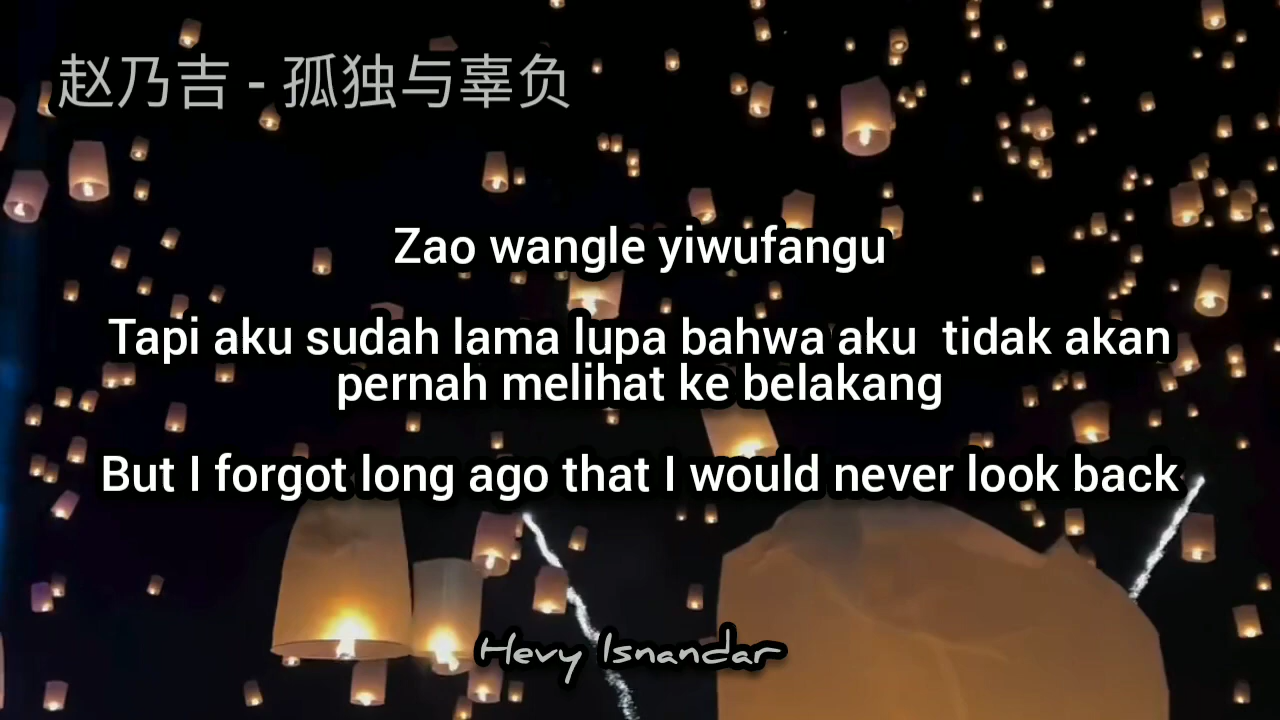 赵乃吉 - 孤独与辜负
Zao wangle yiwufangu
Tapi aku sudah lama lupa bahwa aku  tidak akan
pernah melihat ke belakang
But I forgot long ago that I would never look back
Hevy Isnandar